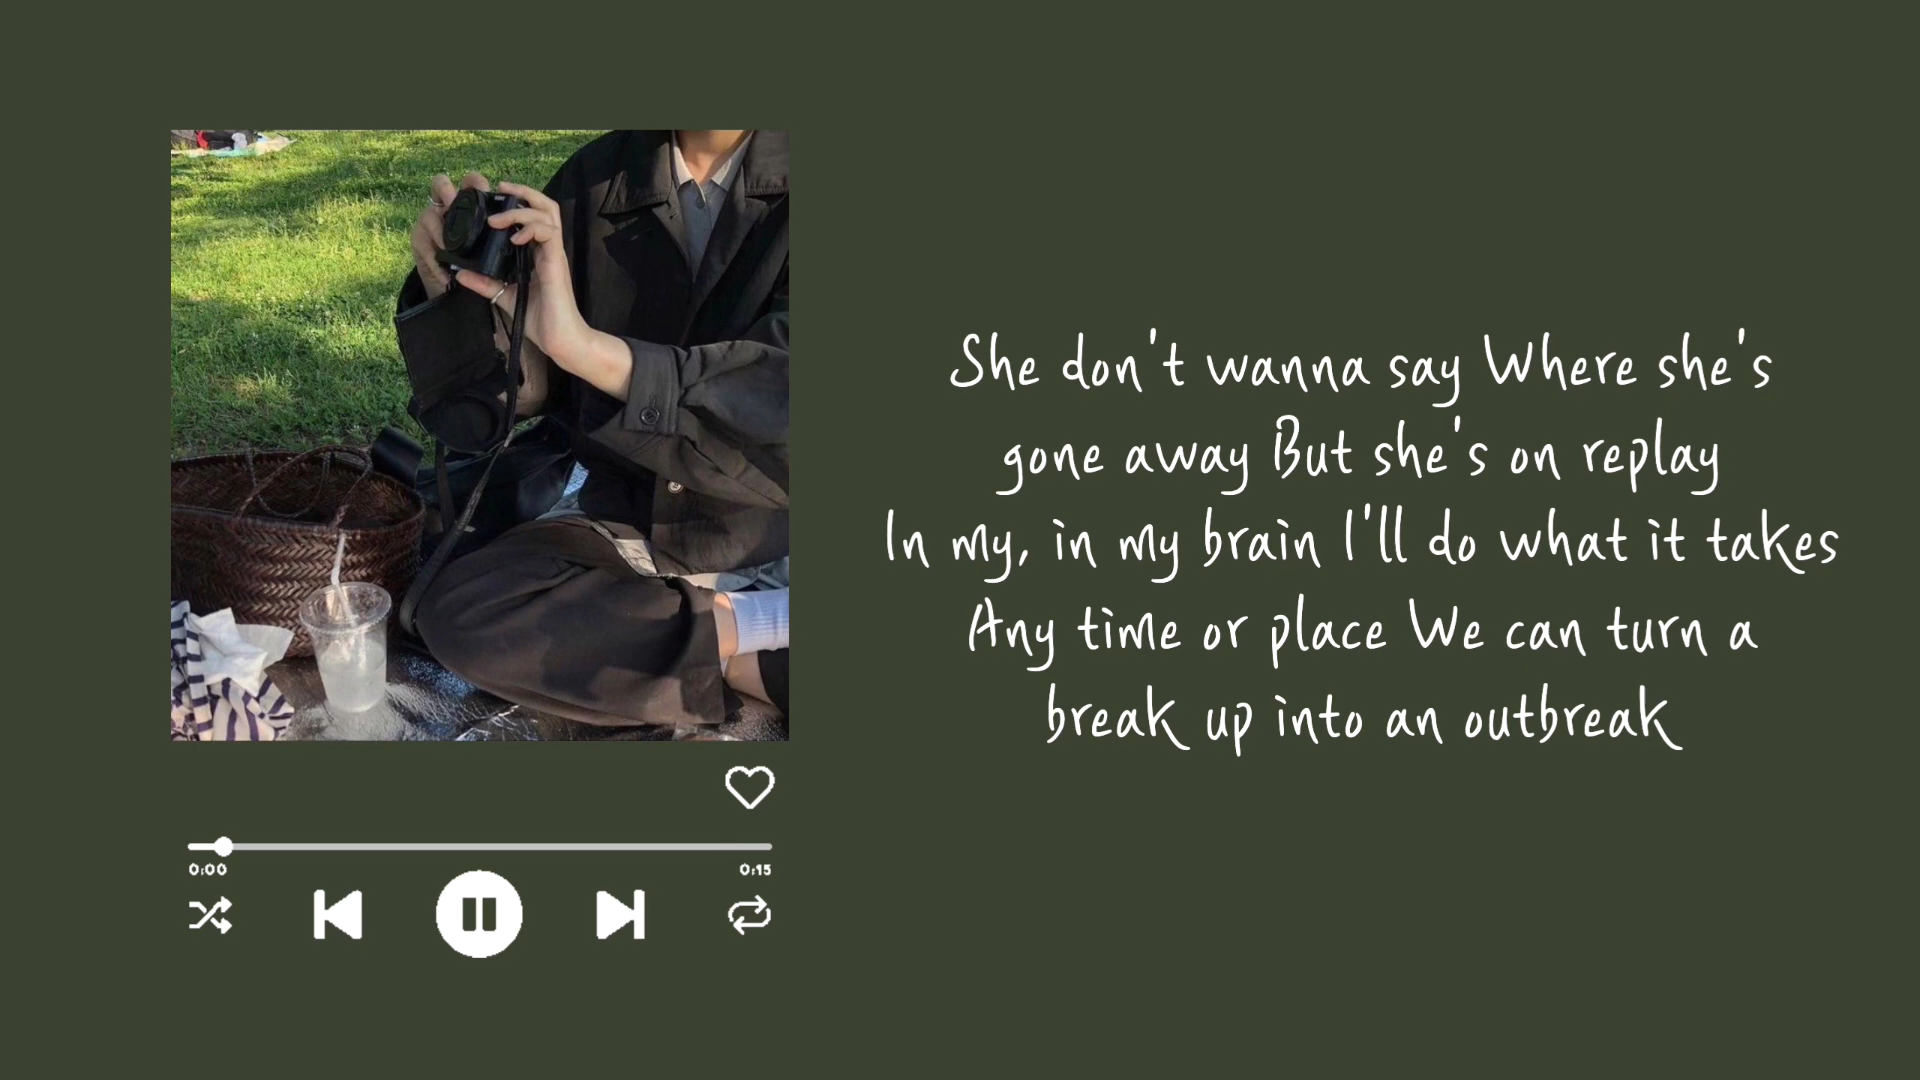 She don't wanna say Where she's
gone away But she's on replay
In my, in my brain I'll do what it takes
Any time or place We can turn a
break up into an outbreak
0:00
0:15